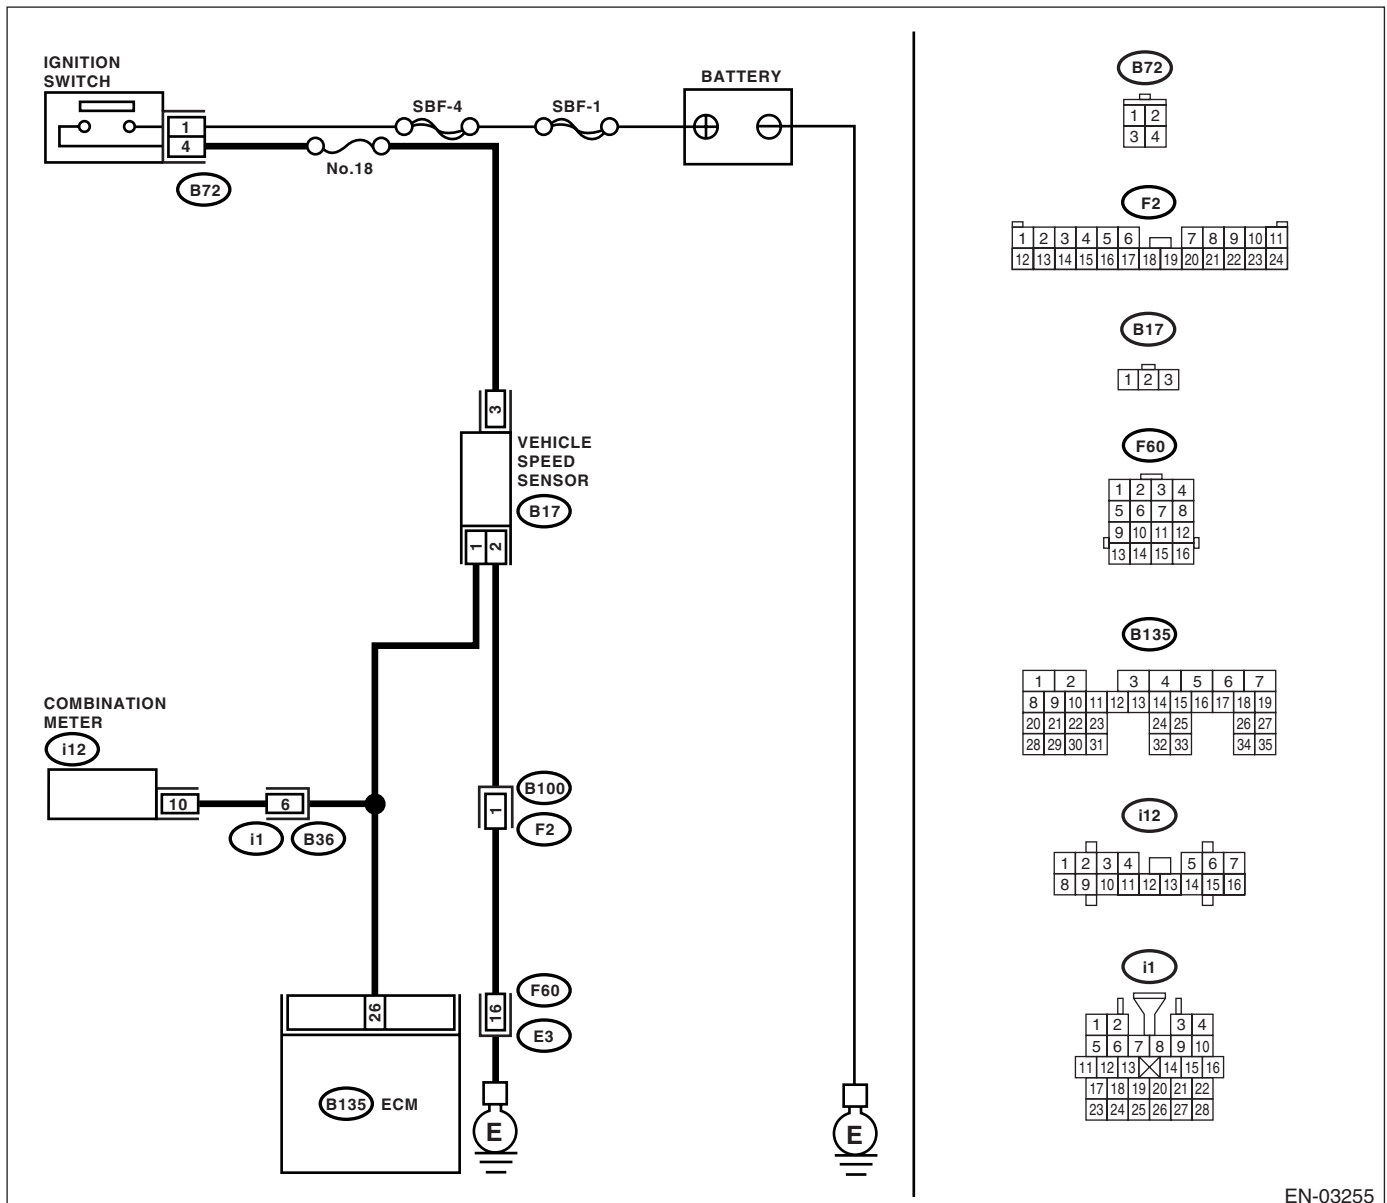 IGNITION
SWITCH
BATTERY
SBF-4
SBF-1
1
4
No.18
B72
3
VEHICLE
SPEED
SENSOR
B17
1 2
COMBINATION
METER
i12
10
6
i1
B36
1
B100
F2
26
16
F60
E3
B135 ECM
E
E
B72
1 2
3 4
F2
1 2 3 4 5 6 7 8 9 10 11
12 13 14 15 16 17 18 19 20 21 22 23 24
B17
1 2 3
F60
1 2 3 4
5 6 7 8
9 10 11 12
13 14 15 16
B135
1 2 3 4 5 6 7
8 9 10 11 12 13 14 15 16 17 18 19
20 21 22 23 24 25 26 27
28 29 30 31 32 33 34 35
i12
1 2 3 4 5 6 7
8 9 10 11 12 13 14 15 16
i1
1 2 3 4
5 6 7 8 9 10
11 12 13 14 15 16
17 18 19 20 21 22
23 24 25 26 27 28
EN-03255